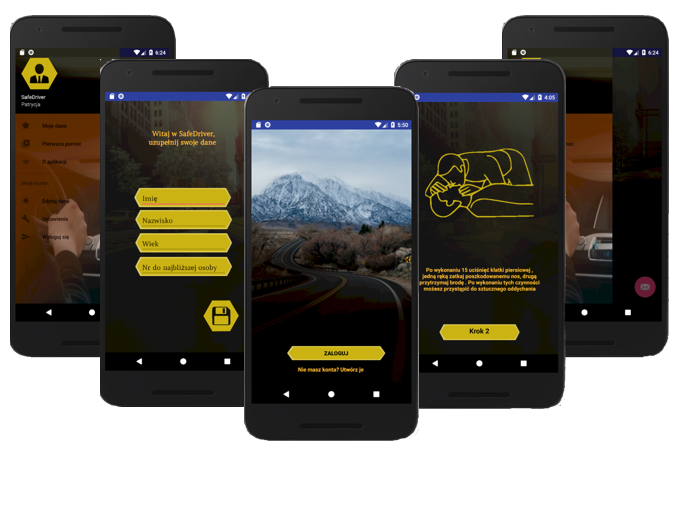 6:24
SafeDriver
Patrycja
Moje dane
Pierwsza pomoc
O aplikacji
Edytuj dane
Ustawienia
Wyloguj się
6:24
Witaj w SafeDriver,
uzupełnij swoje dane
Imię
Nazwisko
Wiek
Nr do najbliższej osoby
5:50
ZALOGUJ
Nie masz konta? Utwórz je
4:05
Po wykonaniu 15 uciśnięć klatki piersiowej ,
jedną ręką zatkaj poszkodowanemu nos, drugą
przytrzymaj brodę . Po wykonaniu tych czynności
możesz przystąpić do sztucznego oddychania
Krok 2
6:24